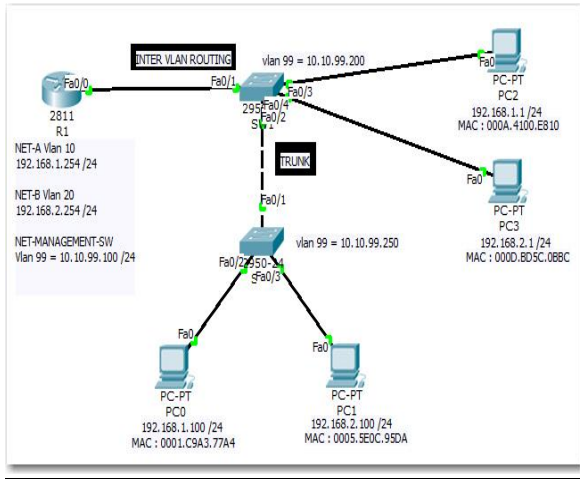 INTER VLAN ROUTING
vlan 99 = 10.10.99.200
Fa0/0
Fa0/1
Fa0
2811
R1
Fa0/3
Fa0/4
Fa0/2
PC-PT
PC2
192.168.1.1 /24
MAC : 000A.4100.E810
NET-A Vlan 10
192.168.1.254 /24
NET-B Vlan 20
192.168.2.254 /24
NET-MANAGEMENT-SW
Vlan 99 = 10.10.99.100 /24
TRUNK
Fa0
PC-PT
PC3
192.168.2.1 /24
MAC : 000D.BD5C.0BBC
Fa0/1
vlan 99 = 10.10.99.250
Fa0/2
Fa0/3
Fa0
Fa0
PC-PT
PC0
192.168.1.100 /24
MAC : 0001.C9A3.77A4
PC-PT
PC1
192.168.2.100 /24
MAC : 0005.5E0C.95DA